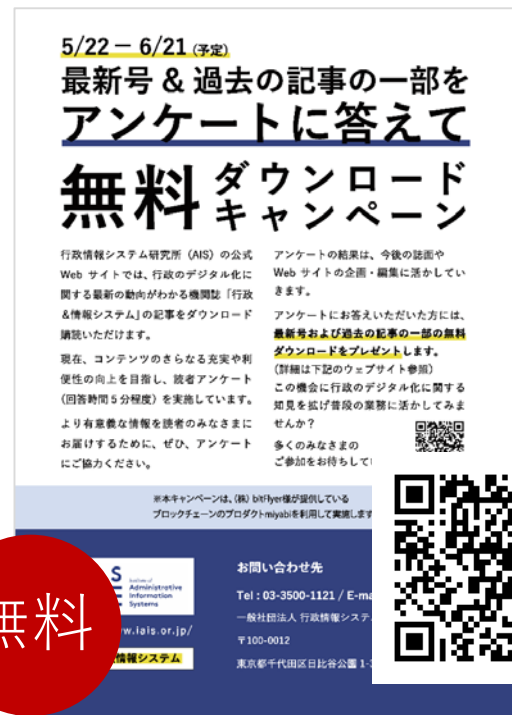 5/22 − 6/21 (予定)
最新号 & 過去の記事の一部を
アンケートに答えて
無料 ダウンロード
キャンペーン
行政情報システム研究所（AIS）の公式
Web サイトでは、行政のデジタル化に
関する最新の動向がわかる機関誌「行政
&情報システム」の記事をダウンロード
購読いただけます。
現在、コンテンツのさらなる充実や利
便性の向上を目指し、読者アンケート
（回答時間 5 分程度）を実施しています。
より有意義な情報を読者のみなさまに
お届けするために、ぜひ、アンケート
にご協力ください。
アンケートの結果は、今後の誌面や
Web サイトの企画・編集に活かしてい
きます。
アンケートにお答えいただいた方には、
最新号および過去の記事の一部の無料
ダウンロードをプレゼントします。
（詳細は下記のウェブサイト参照）
この機会に行政のデジタル化に関する
知見を拡げ普段の業務に活かしてみま
せんか？
多くのみなさまの
ご参加をお待ちして
※本キャンペーンは、（株）bitFlyer様が提供している
ブロックチェーンのプロダクトmiyabiを利用して実施します
S
Institute of
Administrative
Information
Systems
w.iais.or.jp/
情報システム
無料
お問い合わせ先
Tel : 03-3500-1121 / E-ma
一般社団法人 行政情報システ
〒100-0012
東京都千代田区日比谷公園 1-